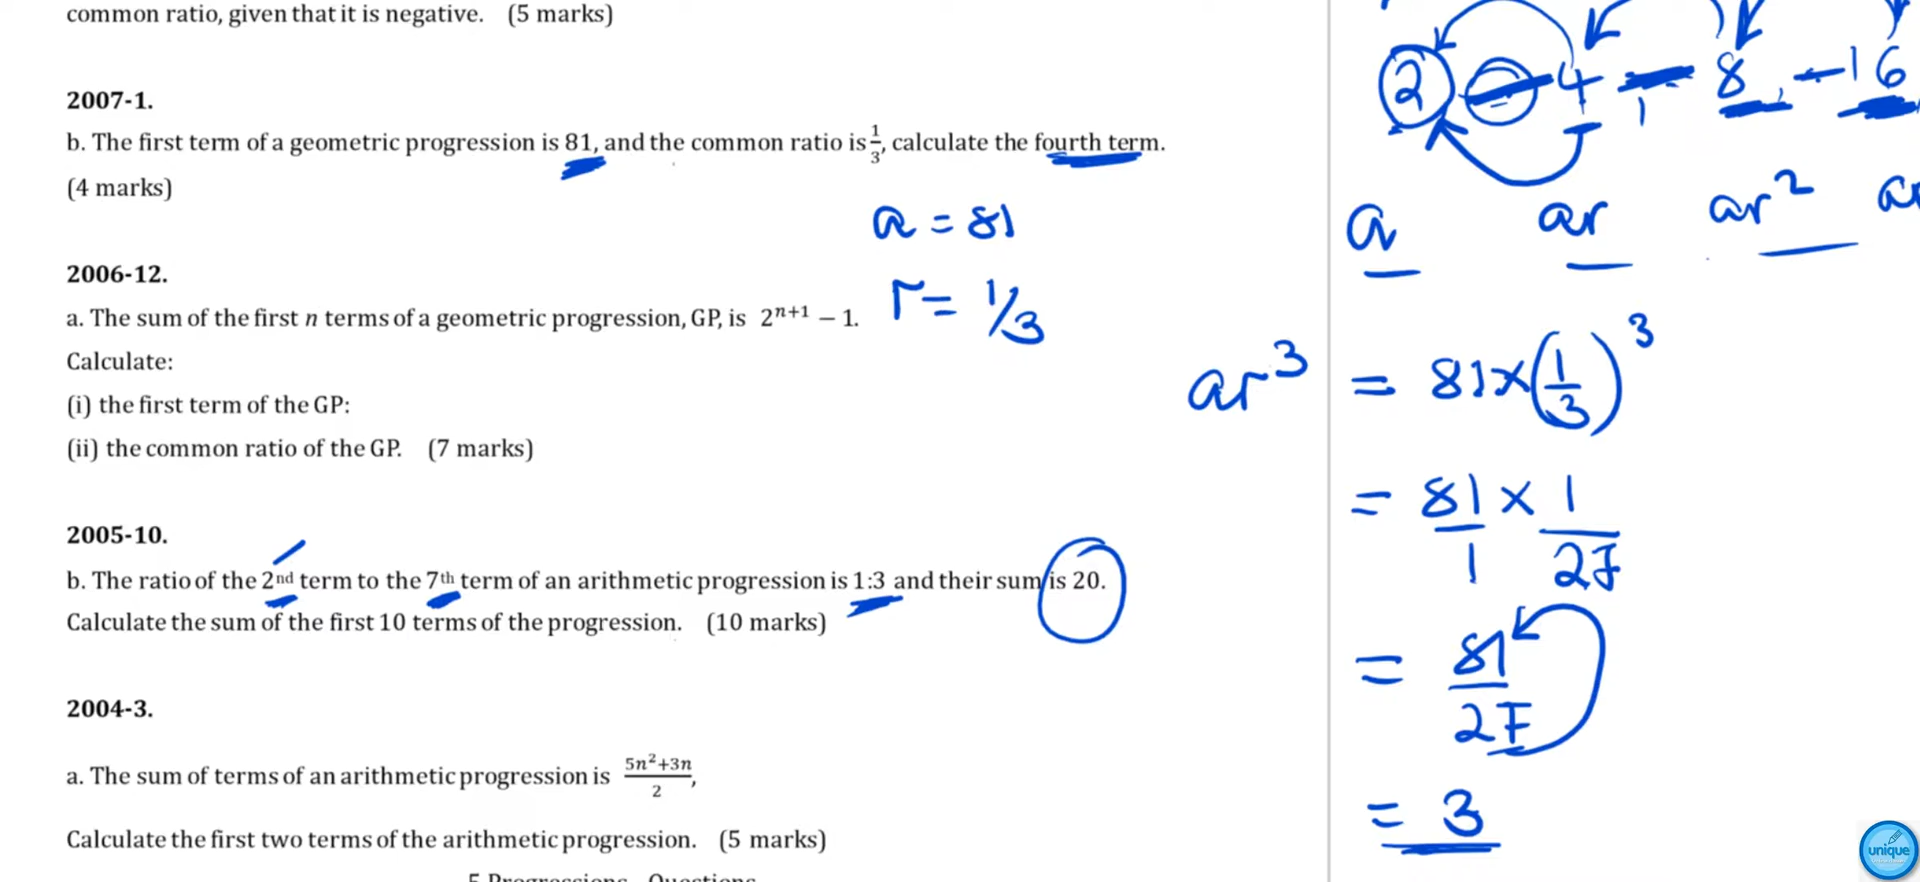 common ratio, given that it is negative. (5 marks)
2007-1.
b. The first term of a geometric progression is 81, and the common ratio is 1/3, calculate the fourth term.
(4 marks)
2006-12.
a. The sum of the first n terms of a geometric progression, GP, is 2ⁿ⁺¹ − 1.
Calculate:
(i) the first term of the GP:
(ii) the common ratio of the GP. (7 marks)
2005-10.
b. The ratio of the 2nd term to the 7th term of an arithmetic progression is 1:3 and their sum is 20.
Calculate the sum of the first 10 terms of the progression. (10 marks)
2004-3.
a. The sum of terms of an arithmetic progression is (5n²+3n)/2,
Calculate the first two terms of the arithmetic progression. (5 marks)
a = 81
r = 1/3
2 4 8 16
a ar ar²
ar³ = 81×(1/3)³
= 81/1 × 1/27
= 81/27
= 3
unique